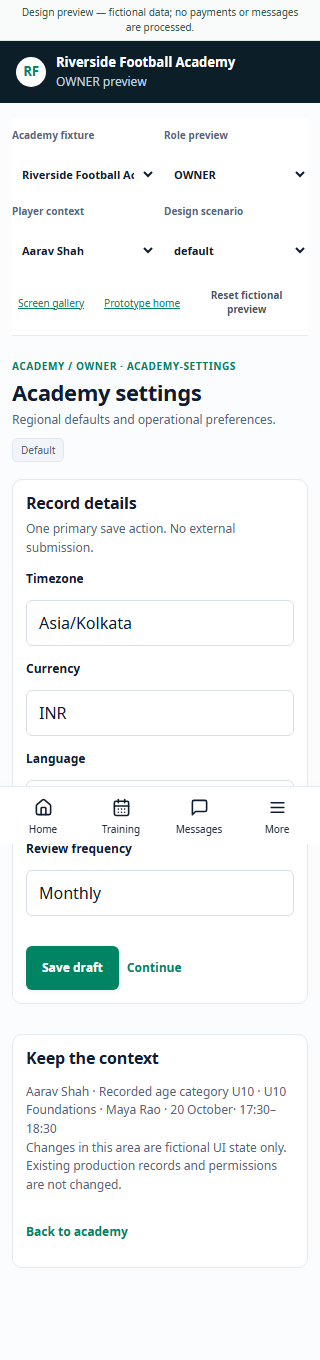 Design preview — fictional data; no payments or messages
are processed.
RF
Riverside Football Academy
OWNER preview
Academy fixture
Role preview
Riverside Football Ac
OWNER
Player context
Design scenario
Aarav Shah
default
Screen gallery
Prototype home
Reset fictional
preview
ACADEMY / OWNER · ACADEMY-SETTINGS
Academy settings
Regional defaults and operational preferences.
Default
Record details
One primary save action. No external
submission.
Timezone
Asia/Kolkata
Currency
INR
Language
Home
Training
Messages
More
Review frequency
Monthly
Save draft
Continue
Keep the context
Aarav Shah · Recorded age category U10 · U10
Foundations · Maya Rao · 20 October· 17:30–
18:30
Changes in this area are fictional UI state only.
Existing production records and permissions
are not changed.
Back to academy